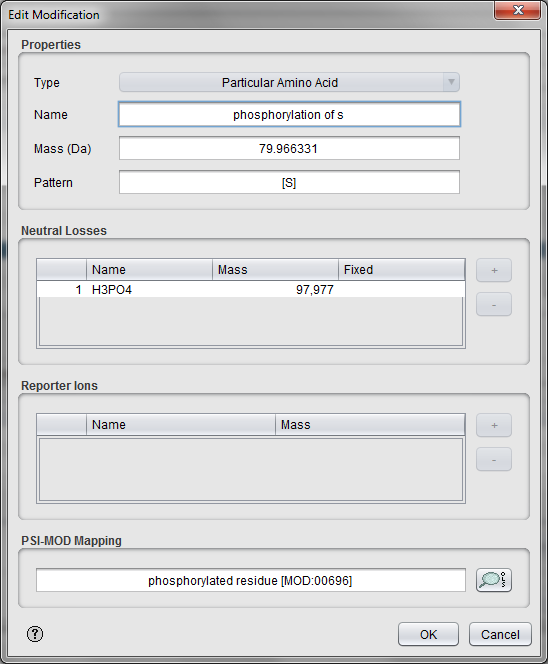 Edit Modification
Properties
Type Particular Amino Acid
Name phosphorylation of s
Mass (Da) 79.966331
Pattern [S]
Neutral Losses
Name Mass Fixed
+
1 H3PO4 97,977
-
Reporter Ions
Name Mass
+
-
PSI-MOD Mapping
phosphorylated residue [MOD:00696]
OLS
?
OK Cancel